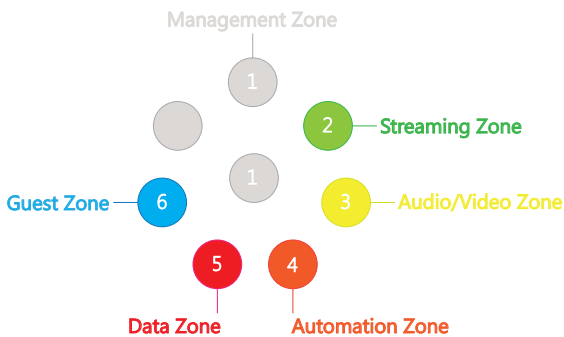 Management Zone
1
2
Streaming Zone
1
Guest Zone
6
3
Audio/Video Zone
5
4
Data Zone
Automation Zone